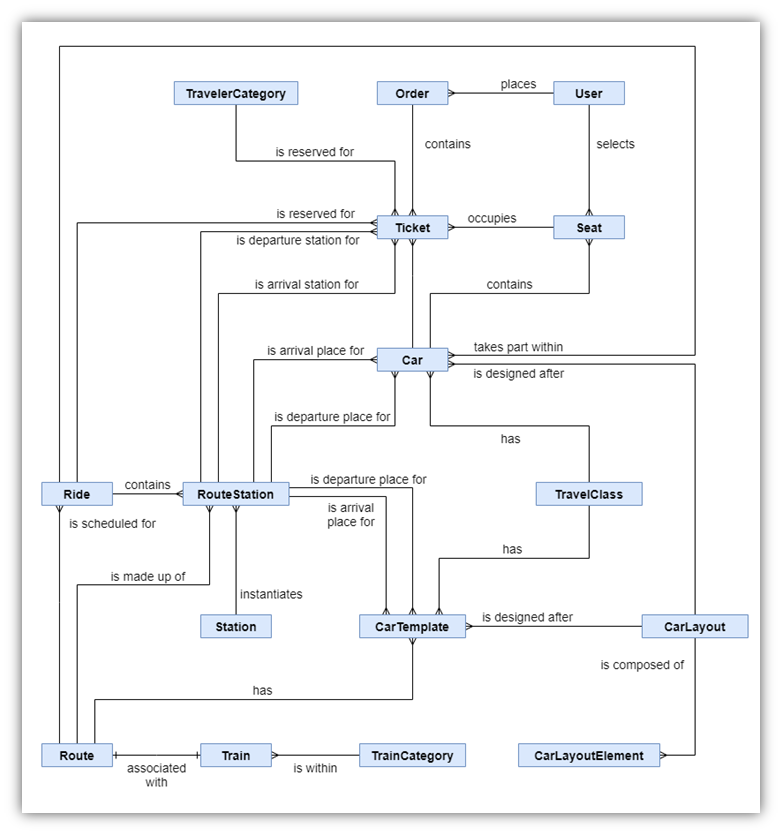 places
TravelerCategory
Order
User
contains
selects
is reserved for
is reserved for
occupies
Ticket
Seat
is departure station for
is arrival station for
contains
takes part within
is arrival place for
Car
is designed after
is departure place for
has
is departure place for
contains
Ride
RouteStation
TravelClass
is arrival
place for
is scheduled for
has
is made up of
instantiates
is designed after
Station
CarTemplate
CarLayout
is composed of
has
Route
Train
TrainCategory
CarLayoutElement
associated
with
is within